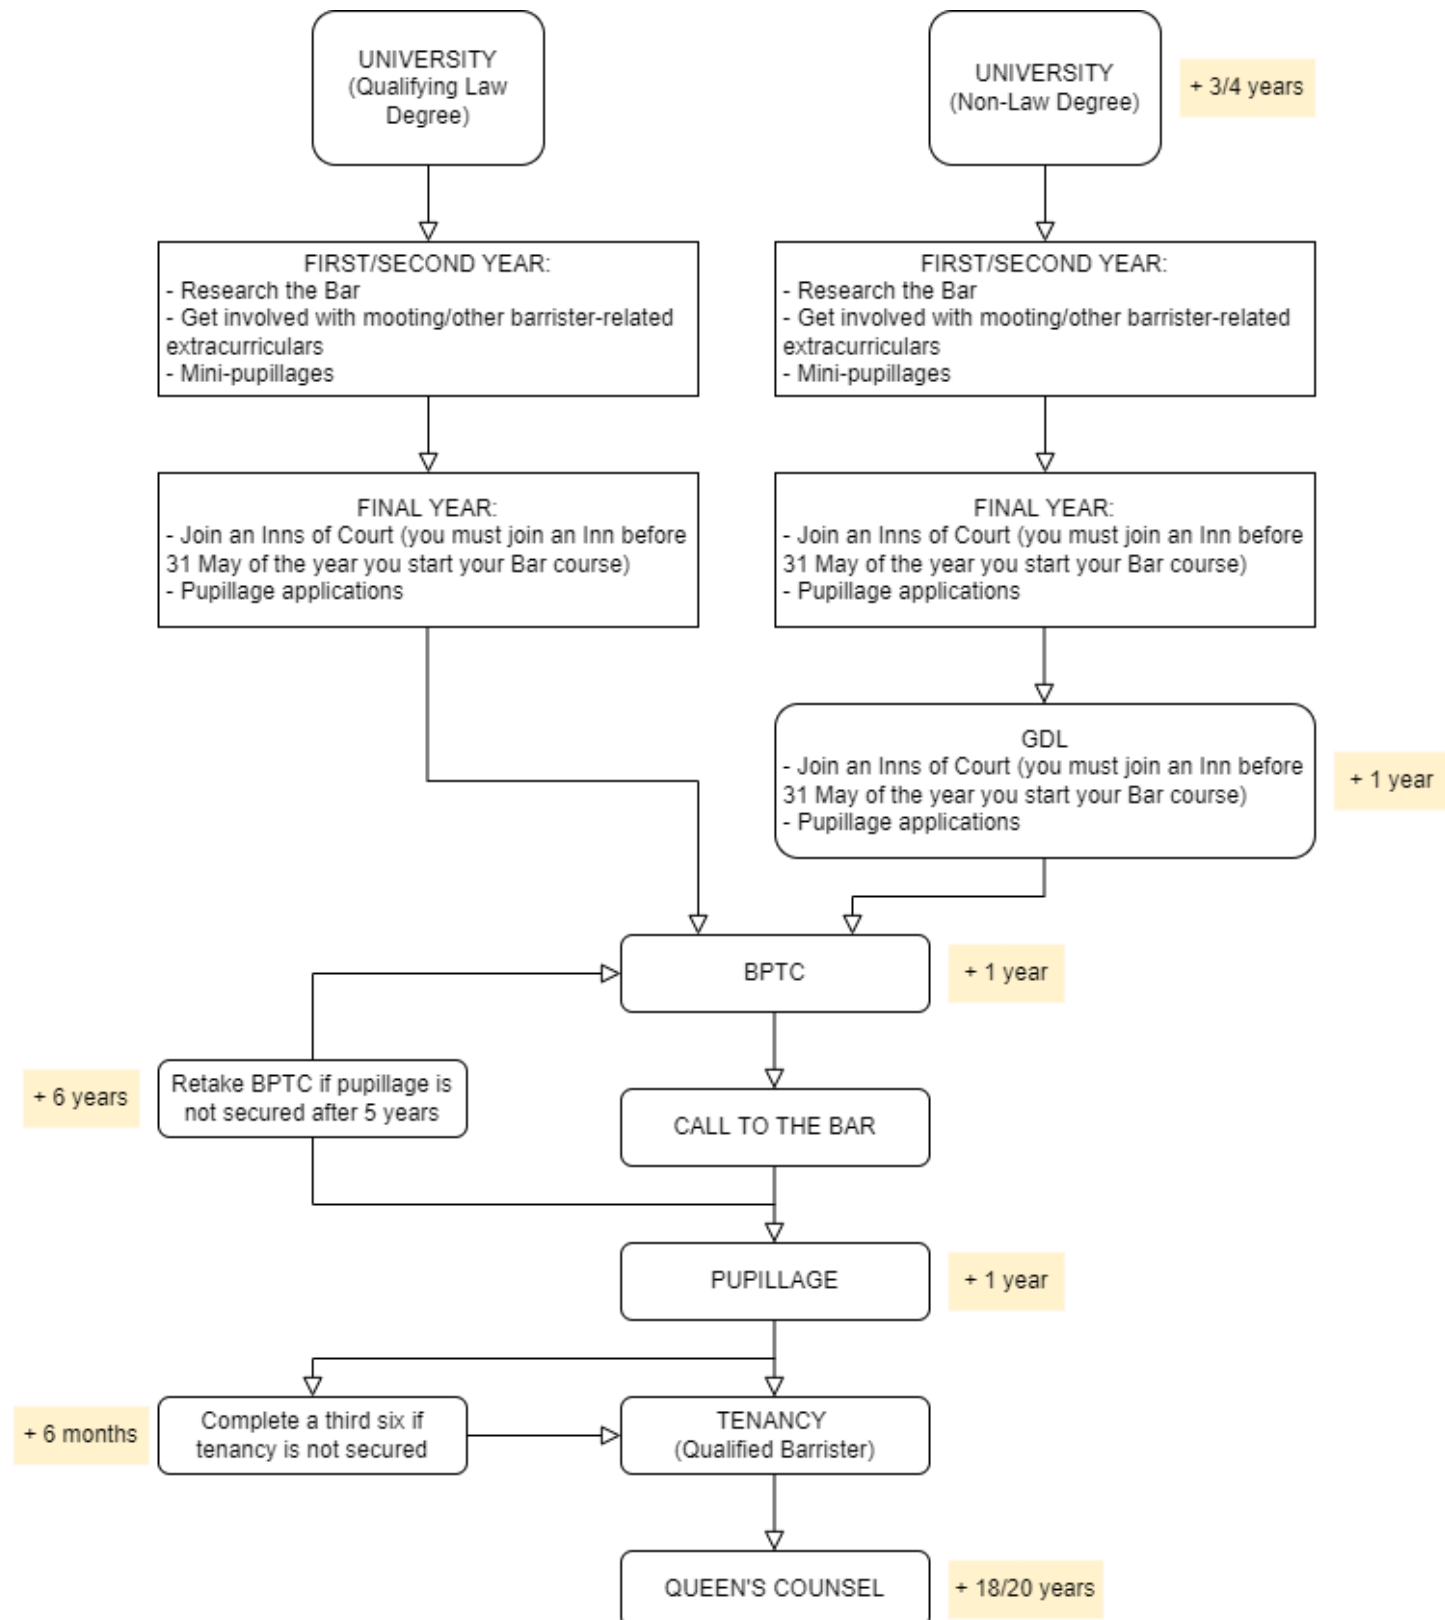 UNIVERSITY
(Qualifying Law
Degree)
UNIVERSITY
(Non-Law Degree)
+ 3/4 years
FIRST/SECOND YEAR:
- Research the Bar
- Get involved with mooting/other barrister-related
extracurriculars
- Mini-pupillages
FIRST/SECOND YEAR:
- Research the Bar
- Get involved with mooting/other barrister-related
extracurriculars
- Mini-pupillages
FINAL YEAR:
- Join an Inns of Court (you must join an Inn before
31 May of the year you start your Bar course)
- Pupillage applications
FINAL YEAR:
- Join an Inns of Court (you must join an Inn before
31 May of the year you start your Bar course)
- Pupillage applications
GDL
- Join an Inns of Court (you must join an Inn before
31 May of the year you start your Bar course)
- Pupillage applications
+ 1 year
BPTC
+ 1 year
+ 6 years
Retake BPTC if pupillage is
not secured after 5 years
CALL TO THE BAR
PUPILLAGE
+ 1 year
+ 6 months
Complete a third six if
tenancy is not secured
TENANCY
(Qualified Barrister)
QUEEN'S COUNSEL
+ 18/20 years